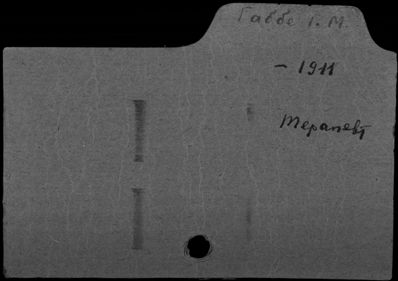 Габбе Г. М.
– 1911
терапевт